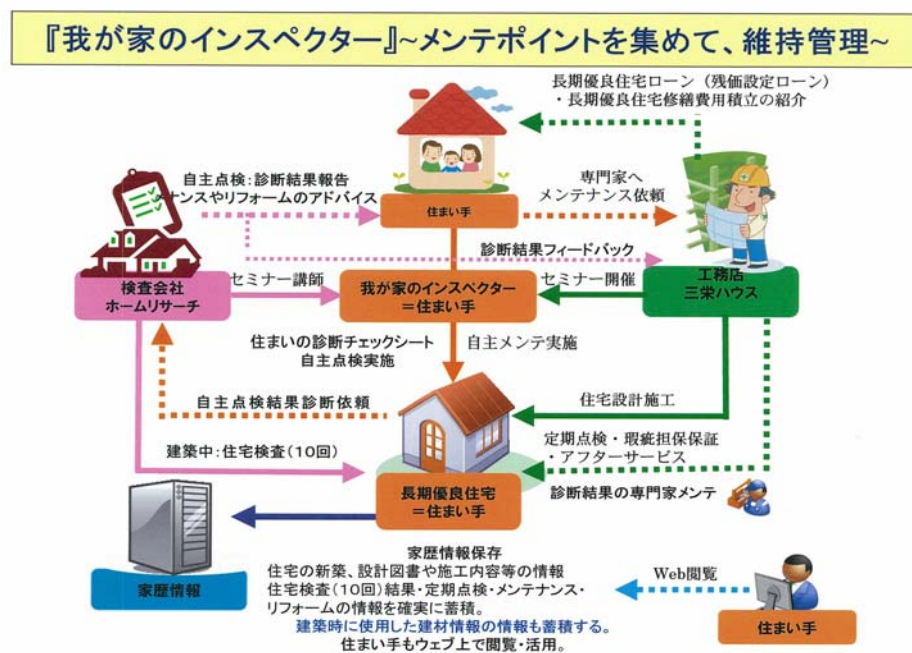 『我が家のインスペクター』~メンテポイントを集めて、維持管理~
長期優良住宅ローン（残価設定ローン）
・長期優良住宅修繕費用積立の紹介
自主点検:診断結果報告
メナンスやリフォームのアドバイス
住まい手
専門家へ
メンテナンス依頼
診断結果フィードバック
検査会社
ホームリサーチ
セミナー講師
我が家のインスペクター
=住まい手
セミナー開催
工務店
三栄ハウス
住まいの診断チェックシート
自主点検実施
自主メンテ実施
自主点検結果診断依頼
住宅設計施工
建築中:住宅検査(10回)
定期点検・瑕疵担保保証
・アフターサービス
長期優良住宅
=住まい手
診断結果の専門家メンテ
家歴情報
家歴情報保存
住宅の新築、設計図書や施工内容等の情報
住宅検査(10回)結果・定期点検・メンテナンス・
リフォームの情報を確実に蓄積。
建築時に使用した建材情報の情報も蓄積する。
住まい手もウェブ上で閲覧・活用。
Web閲覧
住まい手